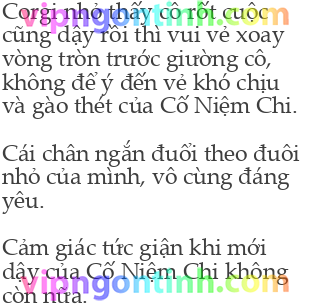 Corgi nhỏ thấy cô rốt cuộc
cũng dậy rồi thì vui vẻ xoay
vòng tròn trước giường cô,
không để ý đến vẻ khó chịu
và gào thét của Cố Niệm Chi.
Cái chân ngắn đuổi theo đuôi
nhỏ của mình, vô cùng đáng
yêu.
Cảm giác tức giận khi mới
dậy của Cố Niệm Chi không
còn nữa.
vipngontinh.com
vipngontinh.com